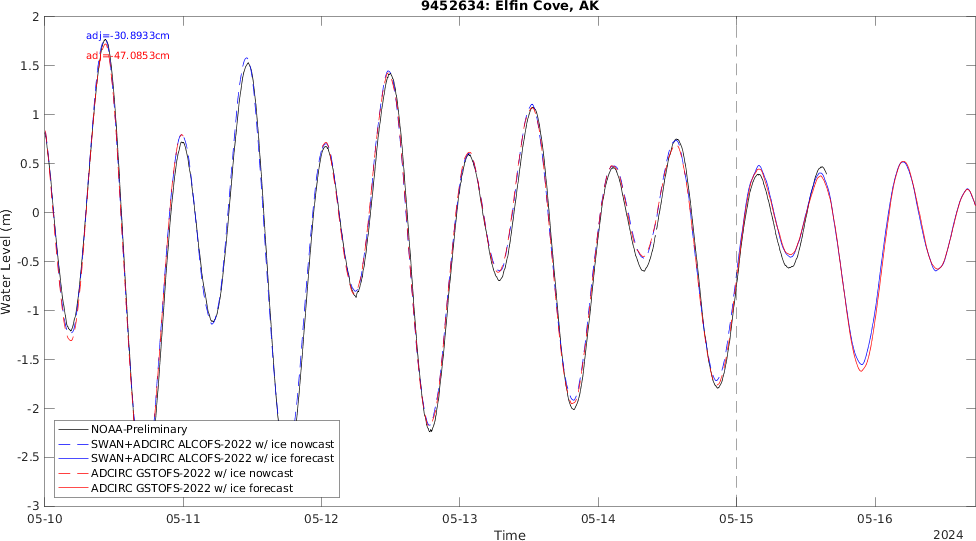 9452634: Elfin Cove, AK
adj=-30.8933cm
adj=-47.0853cm
2
1.5
1
0.5
0
-0.5
-1
-1.5
-2
-2.5
-3
Water Level (m)
NOAA-Preliminary
SWAN+ADCIRC ALCOFS-2022 w/ ice nowcast
SWAN+ADCIRC ALCOFS-2022 w/ ice forecast
ADCIRC GSTOFS-2022 w/ ice nowcast
ADCIRC GSTOFS-2022 w/ ice forecast
05-10 05-11 05-12 05-13 05-14 05-15 05-16
Time
2024